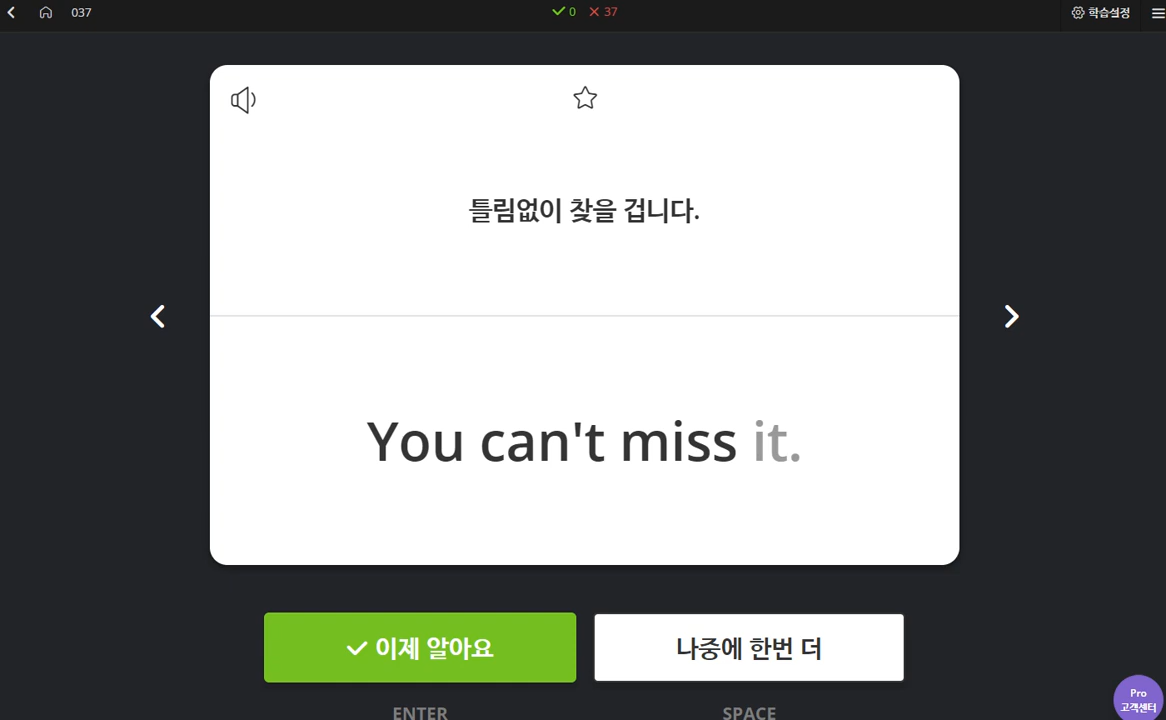 037
0 37
학습설정
틀림없이 찾을 겁니다.
You can't miss it.
이제 알아요
나중에 한번 더
ENTER
SPACE
Pro
고객센터